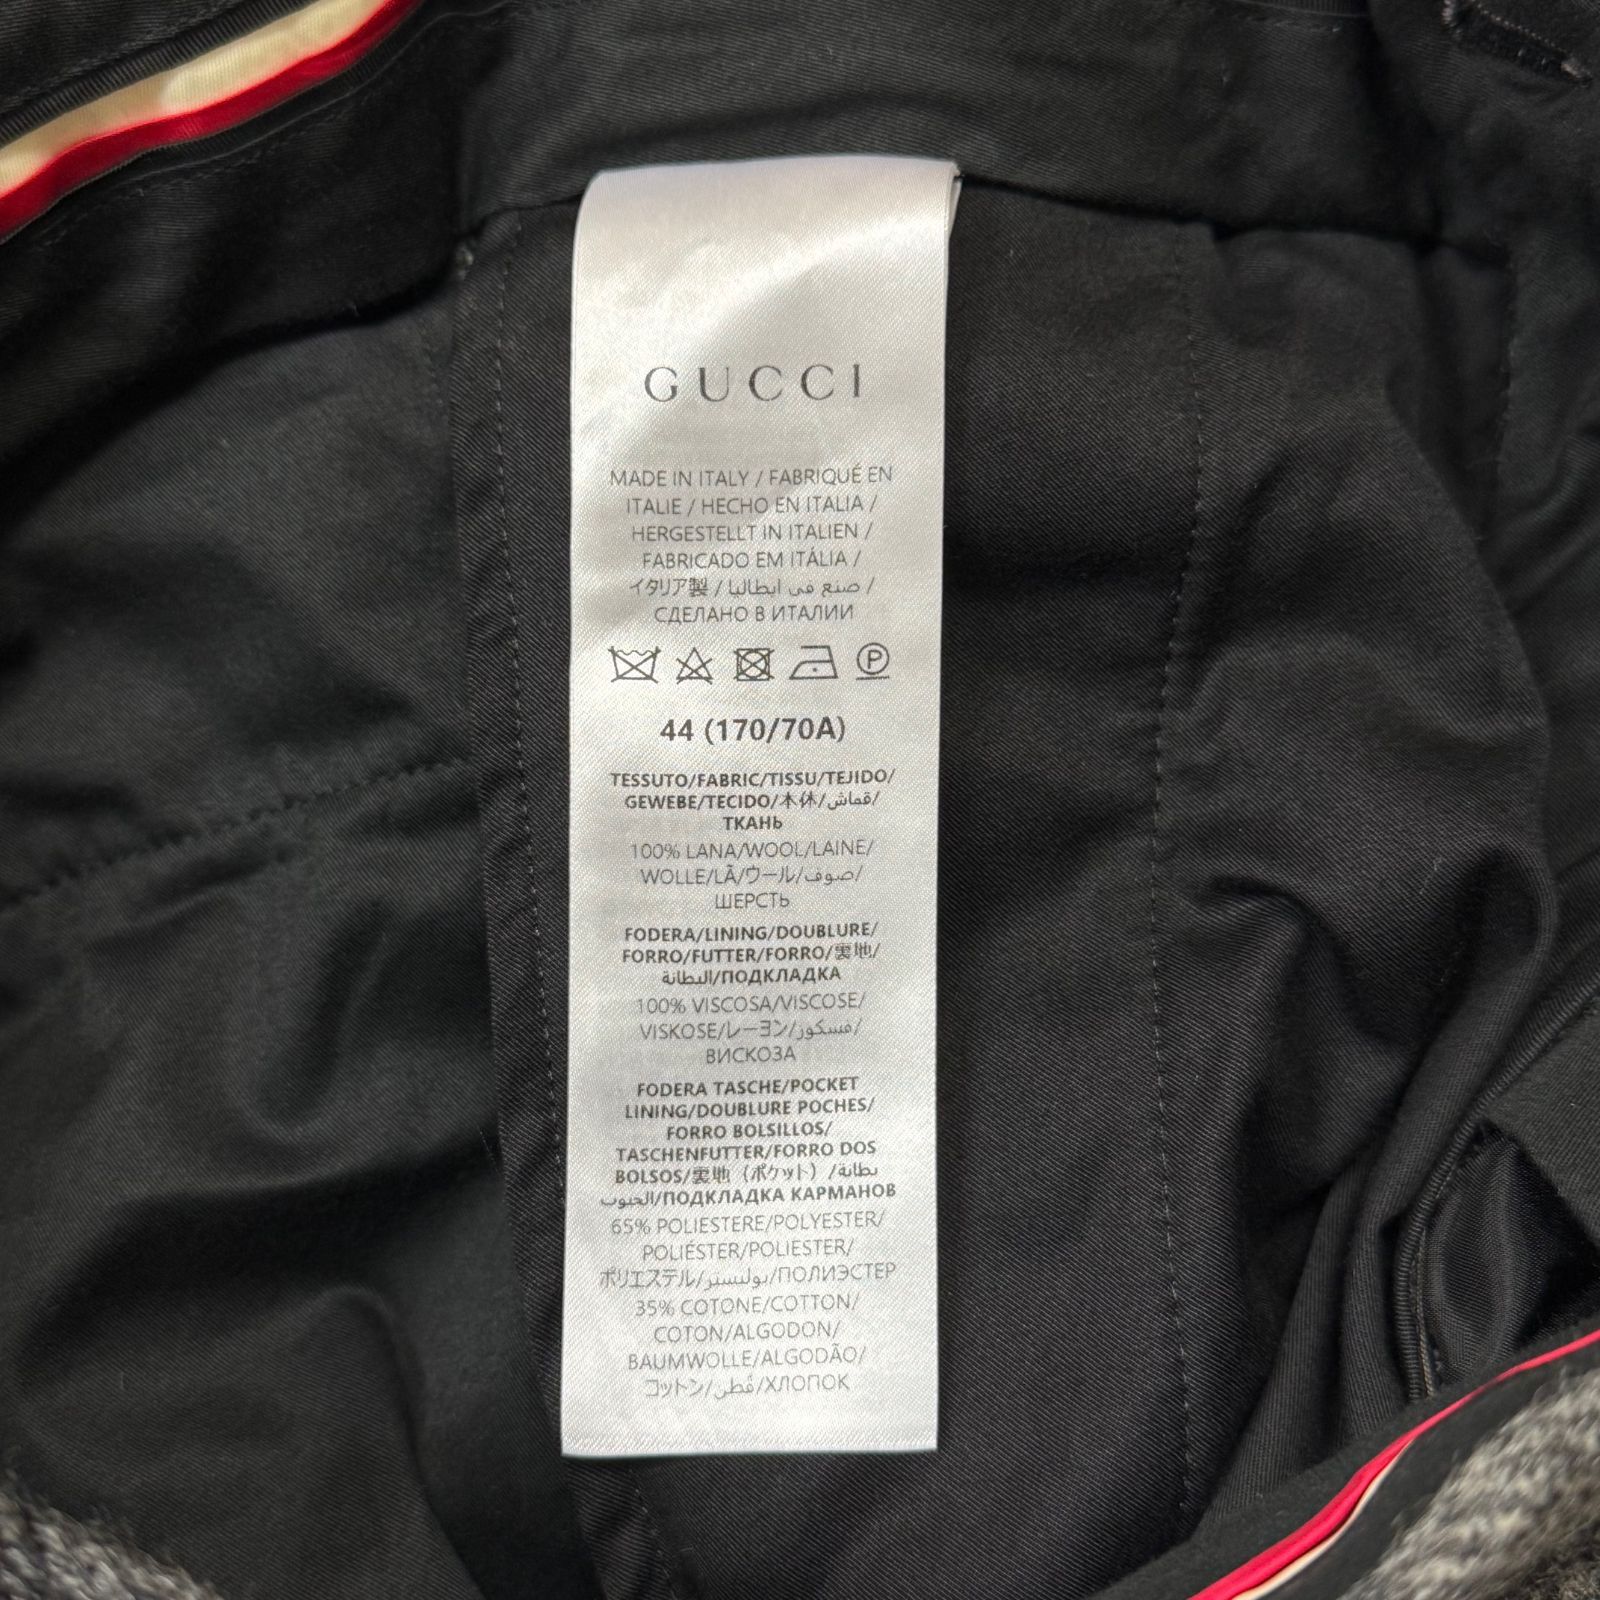 GUCCI
MADE IN ITALY / FABRIQUÉ EN
ITALIE / HECHO EN ITALIA /
HERGESTELLT IN ITALIEN /
FABRICADO EM ITÁLIA /
イタリア製 / صنع في ايطاليا /
СДЕЛАНО В ИТАЛИИ
P
44 (170/70A)
TESSUTO/FABRIC/TISSU/TEJIDO/
GEWEBE/TECIDO/本体/قماش/
ТКАНЬ
100% LANA/WOOL/LAINE/
WOLLE/LÃ/ウール/صوف/
ШЕРСТЬ
FODERA/LINING/DOUBLURE/
FORRO/FUTTER/FORRO/裏地/
البطانة/ПОДКЛАДКА
100% VISCOSA/VISCOSE/
VISKOSE/レーヨン/فسكوز/
ВИСКОЗА
FODERA TASCHE/POCKET
LINING/DOUBLURE POCHES/
FORRO BOLSILLOS/
TASCHENFUTTER/FORRO DOS
BOLSOS/裏地（ポケット）/بطانة
الجيوب/ПОДКЛАДКА КАРМАНОВ
65% POLIESTERE/POLYESTER/
POLIÉSTER/POLIESTER/
ポリエステル/بوليستر/ПОЛИЭСТЕР
35% COTONE/COTTON/
COTON/ALGODON/
BAUMWOLLE/ALGODÃO/
コットン/قطن/ХЛОПОК